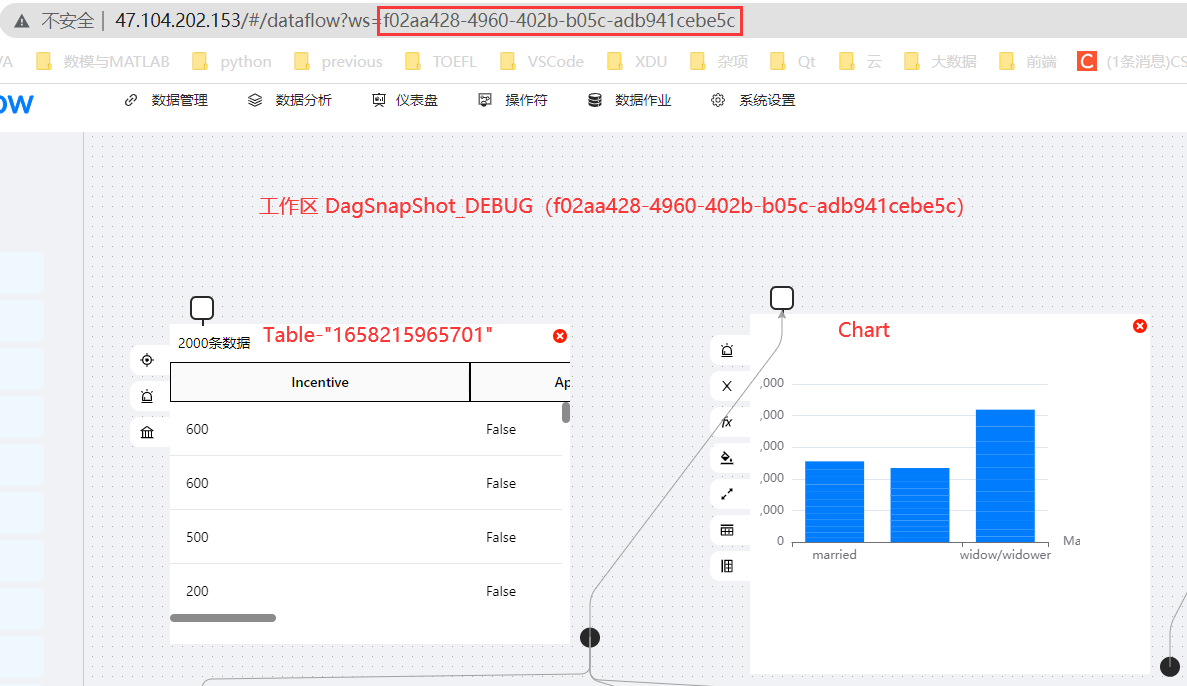 不安全 | 47.104.202.153/#/dataflow?ws=f02aa428-4960-402b-b05c-adb941cebe5c
VA 数模与MATLAB python previous TOEFL VSCode XDU 杂项 Qt 云 大数据 前端 C (1条消息)CS
ow 数据管理 数据分析 仪表盘 操作符 数据作业 系统设置
工作区 DagSnapShot_DEBUG（f02aa428-4960-402b-b05c-adb941cebe5c）
2000条数据 Table-"1658215965701"
Incentive Ap
600 False
600 False
500 False
200 False
Chart
X
fx
,000
,000
,000
,000
,000
0
married widow/widower Ma